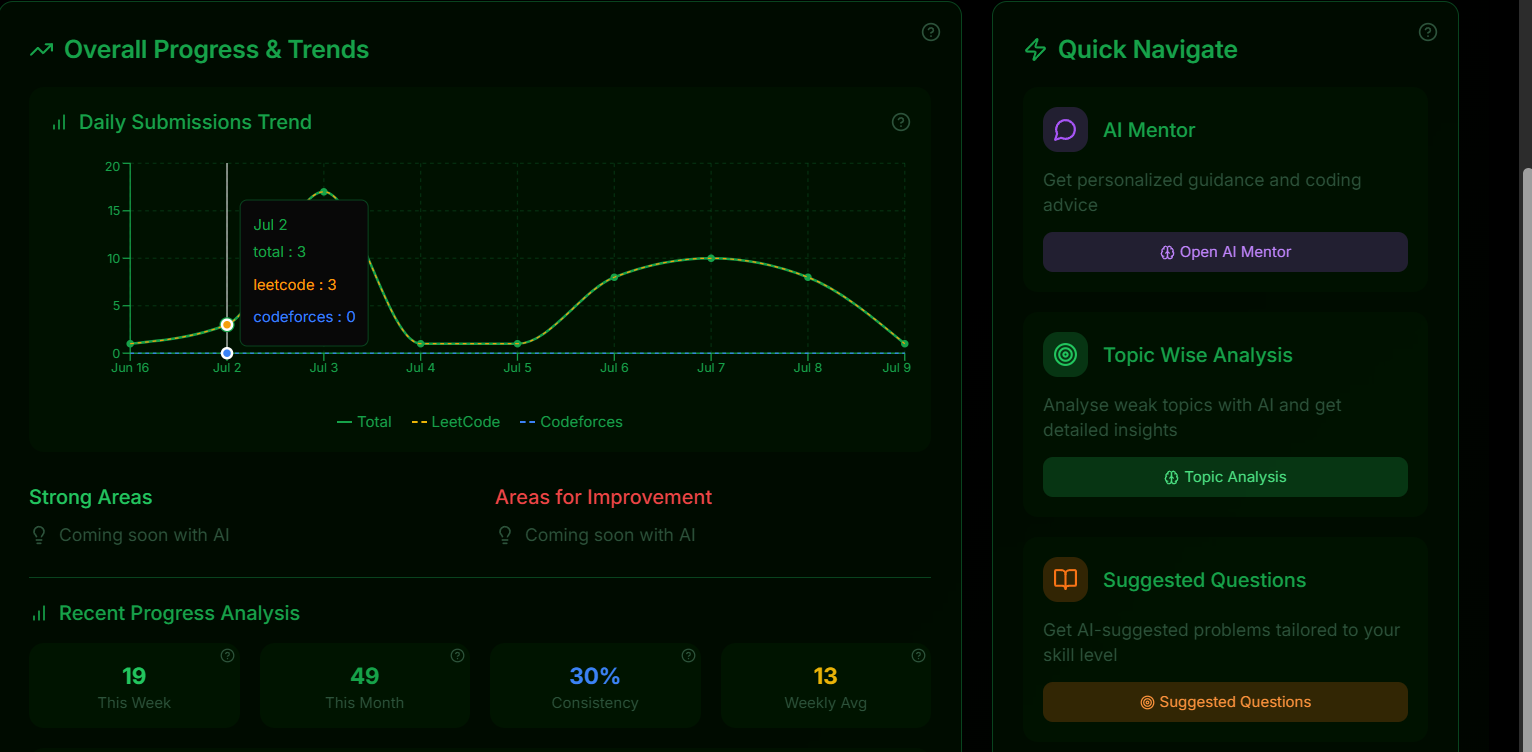 Overall Progress & Trends
Daily Submissions Trend
20
15
10
5
0
Jul 2
total : 3
leetcode : 3
codeforces : 0
Jun 16 Jul 2 Jul 3 Jul 4 Jul 5 Jul 6 Jul 7 Jul 8 Jul 9
Total LeetCode Codeforces
Strong Areas
Coming soon with AI
Areas for Improvement
Coming soon with AI
Recent Progress Analysis
19
This Week
49
This Month
30%
Consistency
13
Weekly Avg
Quick Navigate
AI Mentor
Get personalized guidance and coding
advice
Open AI Mentor
Topic Wise Analysis
Analyse weak topics with AI and get
detailed insights
Topic Analysis
Suggested Questions
Get AI-suggested problems tailored to your
skill level
Suggested Questions